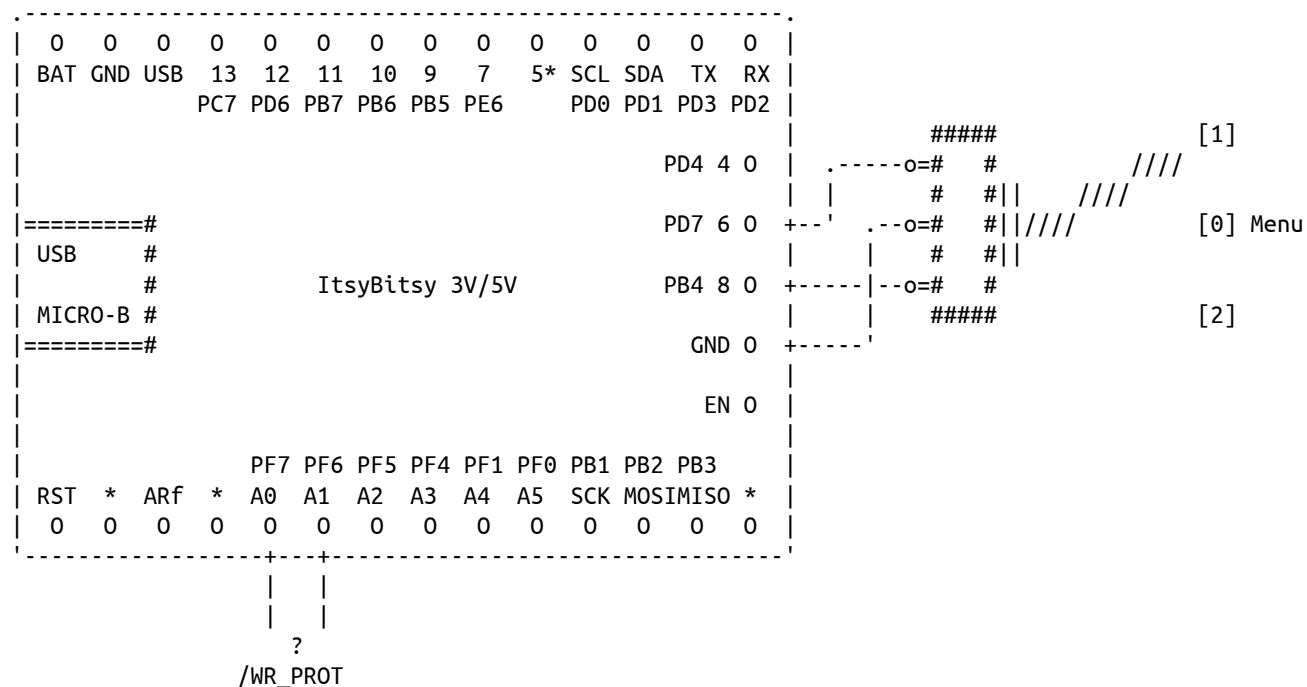 O O O O O O O O O O O O O O
BAT GND USB 13 12 11 10 9 7 5* SCL SDA TX RX
PC7 PD6 PB7 PB6 PB5 PE6 PD0 PD1 PD3 PD2
##### [1]
PD4 4 O .-----o=# # ////
# #|| ////
=========# PD7 6 O +--' .--o=# #||//// [0] Menu
USB # # #||
# ItsyBitsy 3V/5V PB4 8 O +-----|--o=# #
MICRO-B # ##### [2]
=========# GND O +-----'
EN O
PF7 PF6 PF5 PF4 PF1 PF0 PB1 PB2 PB3
RST * ARf * A0 A1 A2 A3 A4 A5 SCK MOSIMISO *
O O O O O O O O O O O O O O
?
/WR_PROT